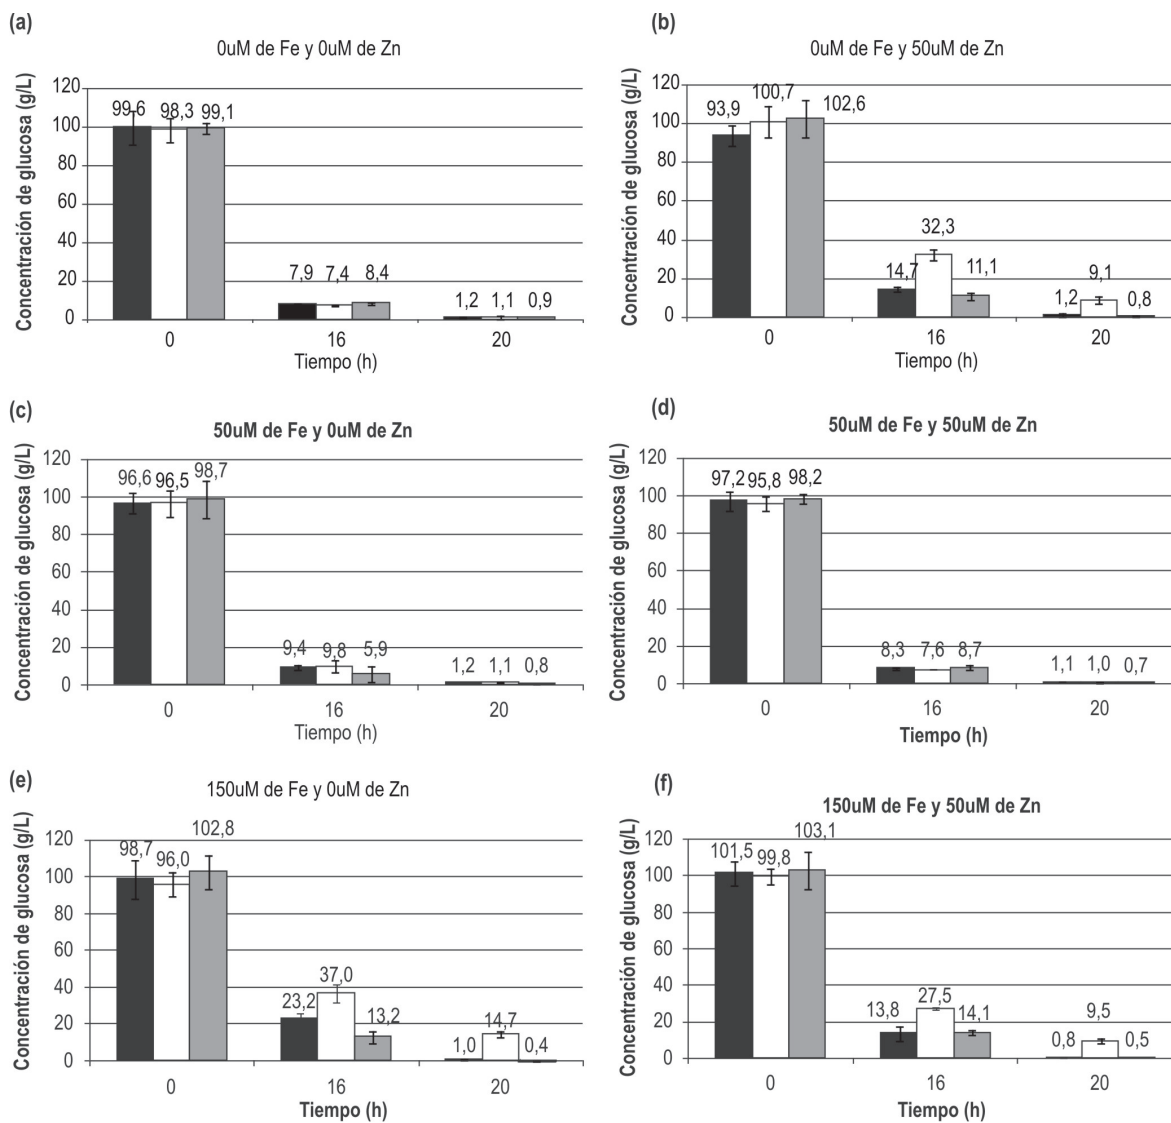 (a)
0uM de Fe y 0uM de Zn
Concentración de glucosa (g/L)
120
100
80
60
40
20
0
99,6 98,3 99,1
7,9 7,4 8,4
1,2 1,1 0,9
0 16 20
Tiempo (h)
(b)
0uM de Fe y 50uM de Zn
Concentración de glucosa (g/L)
120
100
80
60
40
20
0
93,9 100,7 102,6
14,7 32,3 11,1
1,2 9,1 0,8
0 16 20
Tiempo (h)
(c)
50uM de Fe y 0uM de Zn
Concentración de glucosa (g/L)
120
100
80
60
40
20
0
96,6 96,5 98,7
9,4 9,8 5,9
1,2 1,1 0,8
0 16 20
Tiempo (h)
(d)
50uM de Fe y 50uM de Zn
Concentración de glucosa (g/L)
120
100
80
60
40
20
0
97,2 95,8 98,2
8,3 7,6 8,7
1,1 1,0 0,7
0 16 20
Tiempo (h)
(e)
150uM de Fe y 0uM de Zn
Concentración de glucosa (g/L)
120
100
80
60
40
20
0
98,7 96,0 102,8
23,2 37,0 13,2
1,0 14,7 0,4
0 16 20
Tiempo (h)
(f)
150uM de Fe y 50uM de Zn
Concentración de glucosa (g/L)
120
100
80
60
40
20
0
101,5 99,8 103,1
13,8 27,5 14,1
0,8 9,5 0,5
0 16 20
Tiempo (h)